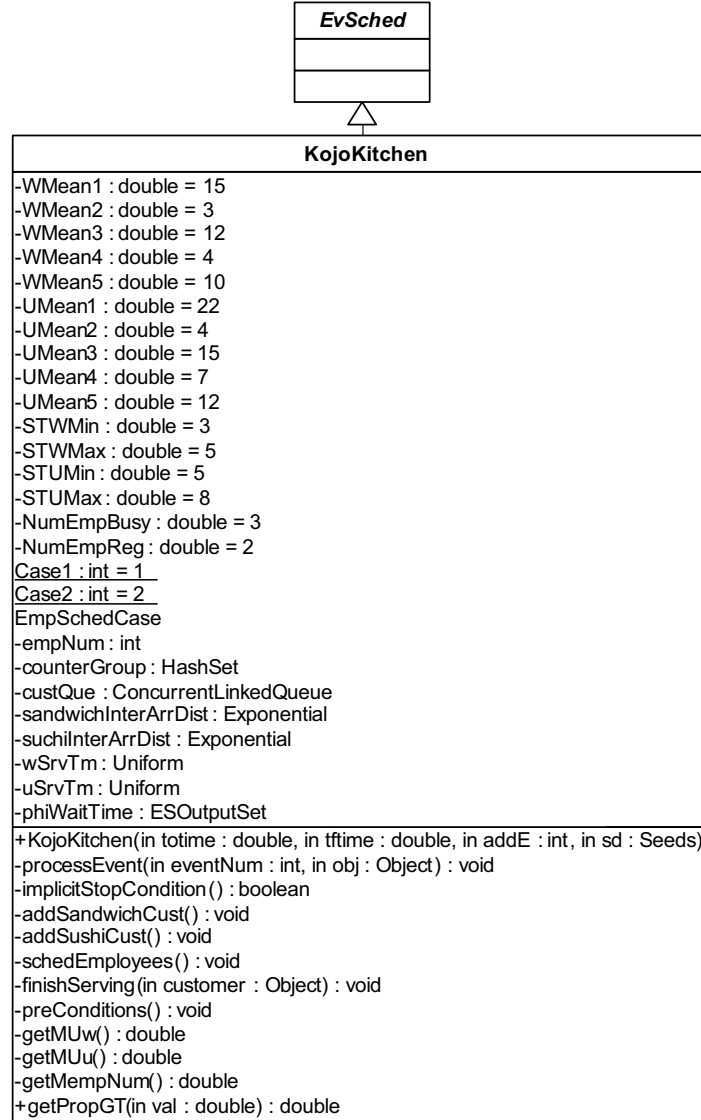 EvSched
KojoKitchen
-WMean1 : double = 15
-WMean2 : double = 3
-WMean3 : double = 12
-WMean4 : double = 4
-WMean5 : double = 10
-UMean1 : double = 22
-UMean2 : double = 4
-UMean3 : double = 15
-UMean4 : double = 7
-UMean5 : double = 12
-STWMin : double = 3
-STWMax : double = 5
-STUMin : double = 5
-STUMax : double = 8
-NumEmpBusy : double = 3
-NumEmpReg : double = 2
Case1 : int = 1
Case2 : int = 2
EmpSchedCase
-empNum : int
-counterGroup : HashSet
-custQue : ConcurrentLinkedQueue
-sandwichInterArrDist : Exponential
-suchiInterArrDist : Exponential
-wSrvTm : Uniform
-uSrvTm : Uniform
-phiWaitTime : ESOutputSet
+KojoKitchen(in totime : double, in tftime : double, in addE : int, in sd : Seeds)
-processEvent(in eventNum : int, in obj : Object) : void
-implicitStopCondition() : boolean
-addSandwichCust() : void
-addSushiCust() : void
-schedEmployees() : void
-finishServing(in customer : Object) : void
-preConditions() : void
-getMUw() : double
-getMUu() : double
-getMempNum() : double
+getPropGT(in val : double) : double